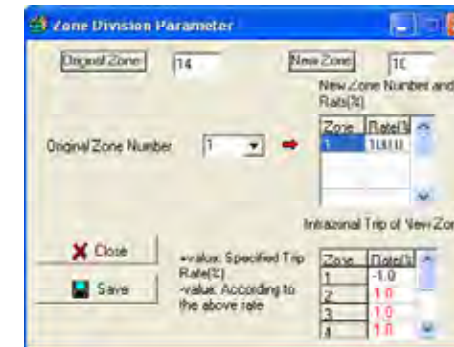 Zone Division Parameter
Original Zone 14 New Zone
New Zone Number and
Rats(%)
Zone Rate(%
Original Zone Number 1 1
Intrazonal Trip of New Zon
Close
+value: Specified Trip
Rate(%)
-value: According to
the above rate
Save
Zone Rate(%
1 -1.0
2 1.0
3 1.0
4 1.0